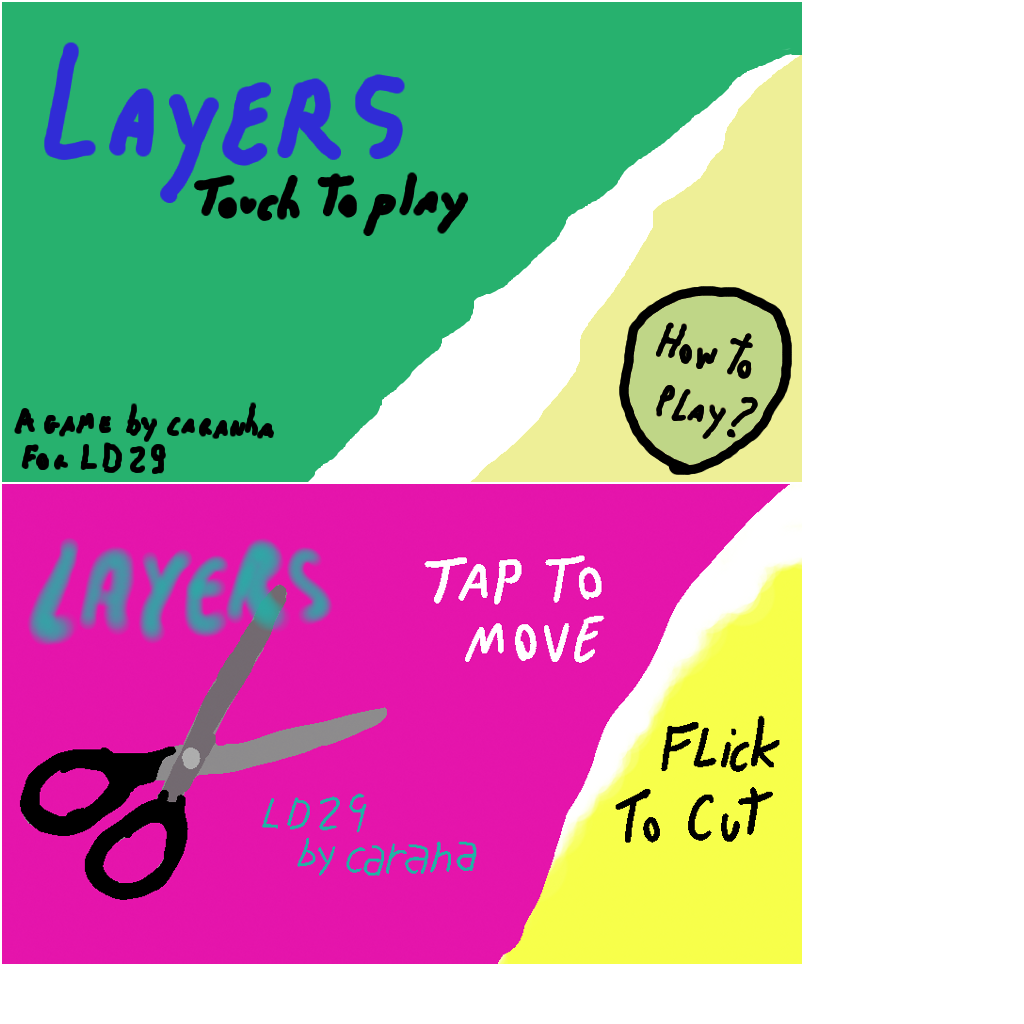 LAYERS
Touch To play
A GAME by CARANhA
For LD29
How To
PLAY?
LAYERS
TAP TO
MOVE
FLick
To Cut
LD29
by caraha